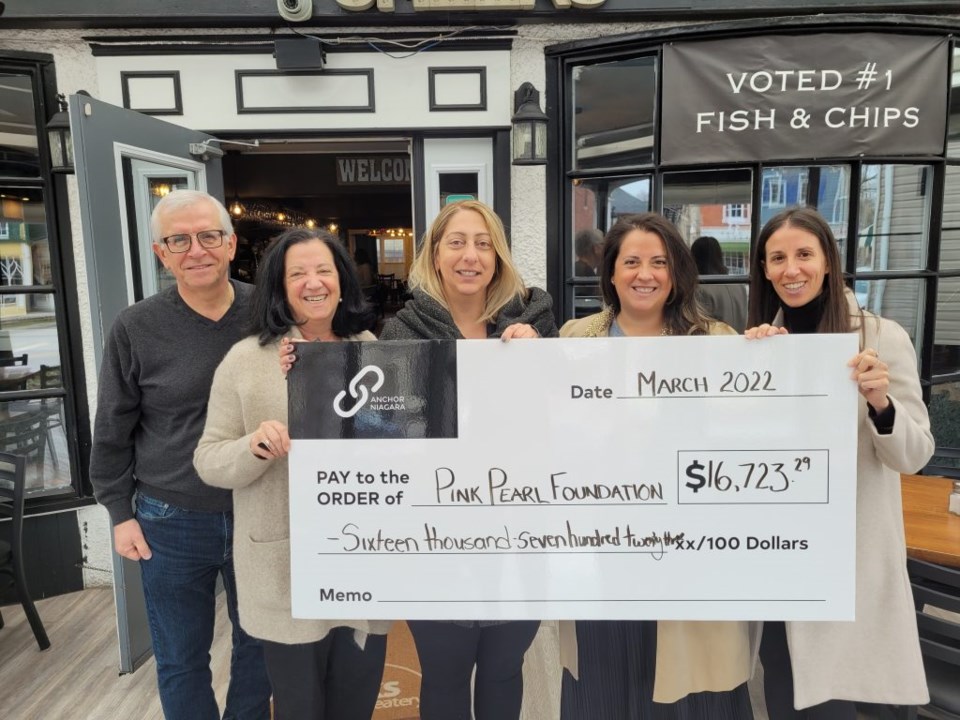 WELCO
VOTED #1
FISH & CHIPS
ANCHOR
NIAGARA
Date MARCH 2022
PAY to the
ORDER of PINK PEARL FOUNDATION $16,723.29
-Sixteen thousand-seven hundred twenty three xx/100 Dollars
Memo